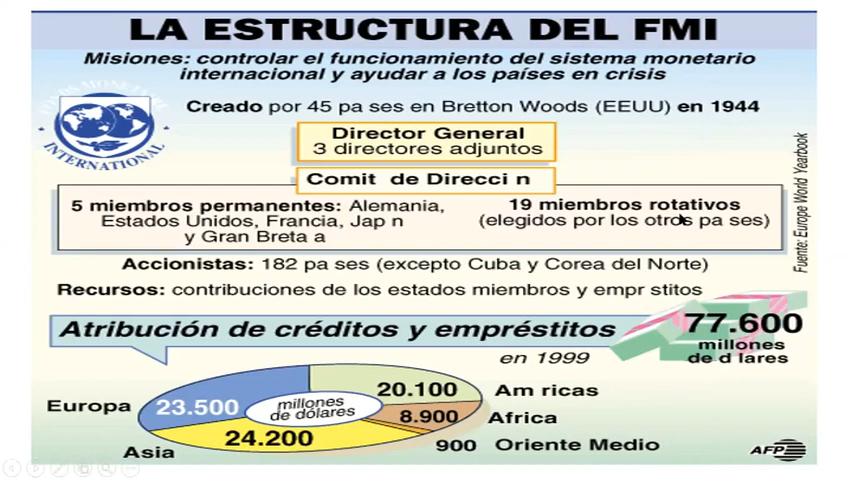 LA ESTRUCTURA DEL FMI
Misiones: controlar el funcionamiento del sistema monetario
internacional y ayudar a los países en crisis
FONDS MONETAIRE
INTERNATIONAL
Creado por 45 pa ses en Bretton Woods (EEUU) en 1944
Director General
3 directores adjuntos
Comit de Direcci n
5 miembros permanentes: Alemania,
Estados Unidos, Francia, Jap n
y Gran Breta a
19 miembros rotativos
(elegidos por los otros pa ses)
Fuente: Europe World Yearbook
Accionistas: 182 pa ses (excepto Cuba y Corea del Norte)
Recursos: contribuciones de los estados miembros y empr stitos
Atribución de créditos y empréstitos
77.600
millones
de d lares
en 1999
Europa
23.500
millones
de dólares
20.100
Am ricas
8.900
Africa
Asia
24.200
900
Oriente Medio
AFP